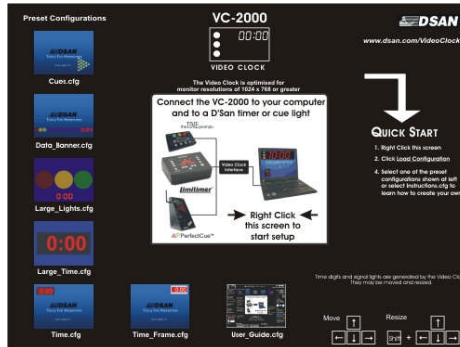 Preset Configurations
Cues.cfg
Data_Banner.cfg
0:00
Large_Lights.cfg
0:00
Large_Time.cfg
Time.cfg
Time_Frame.cfg
User_Guide.cfg
VC-2000
00:00
VIDEO CLOCK
The Video Clock is optimised for
monitor resolutions of 1024 x 768 or greater
Connect the VC-2000 to your computer
and to a D'San timer or cue light
Video Clock
Interface
limitimer
PerfectCue™
Right Click
this screen to
start setup
DSAN
www.dsan.com/VideoClock
QUICK START
1. Right Click this screen
2. Click Load Configuration
4. Select one of the preset
configurations shown at left
or select Instructions.cfg to
learn how to create your own
Time digits and signal lights are generated by the Video Clo
They may be moved and resized.
Move
Resize
Shift +